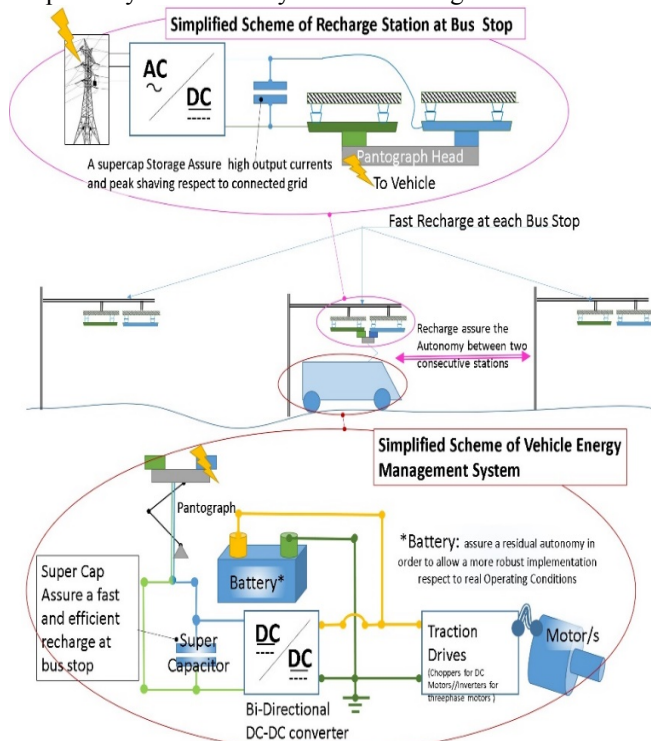 Simplified Scheme of Recharge Station at Bus Stop
AC
DC
A supercap Storage Assure high output currents
and peak shaving respect to connected grid
Pantograph Head
To Vehicle
Fast Recharge at each Bus Stop
Recharge assure the
Autonomy between two
consecutive stations
Simplified Scheme of Vehicle Energy
Management System
Pantograph
*Battery: assure a residual autonomy in
order to allow a more robust implementation
respect to real Operating Conditions
Battery*
Super Cap
Assure a fast
and efficient
recharge at
bus stop
Super
Capacitor
DC
DC
Bi-Directional
DC-DC converter
Traction
Drives
(Choppers for DC
Motors//Inverters for
threephase motors )
Motor/s